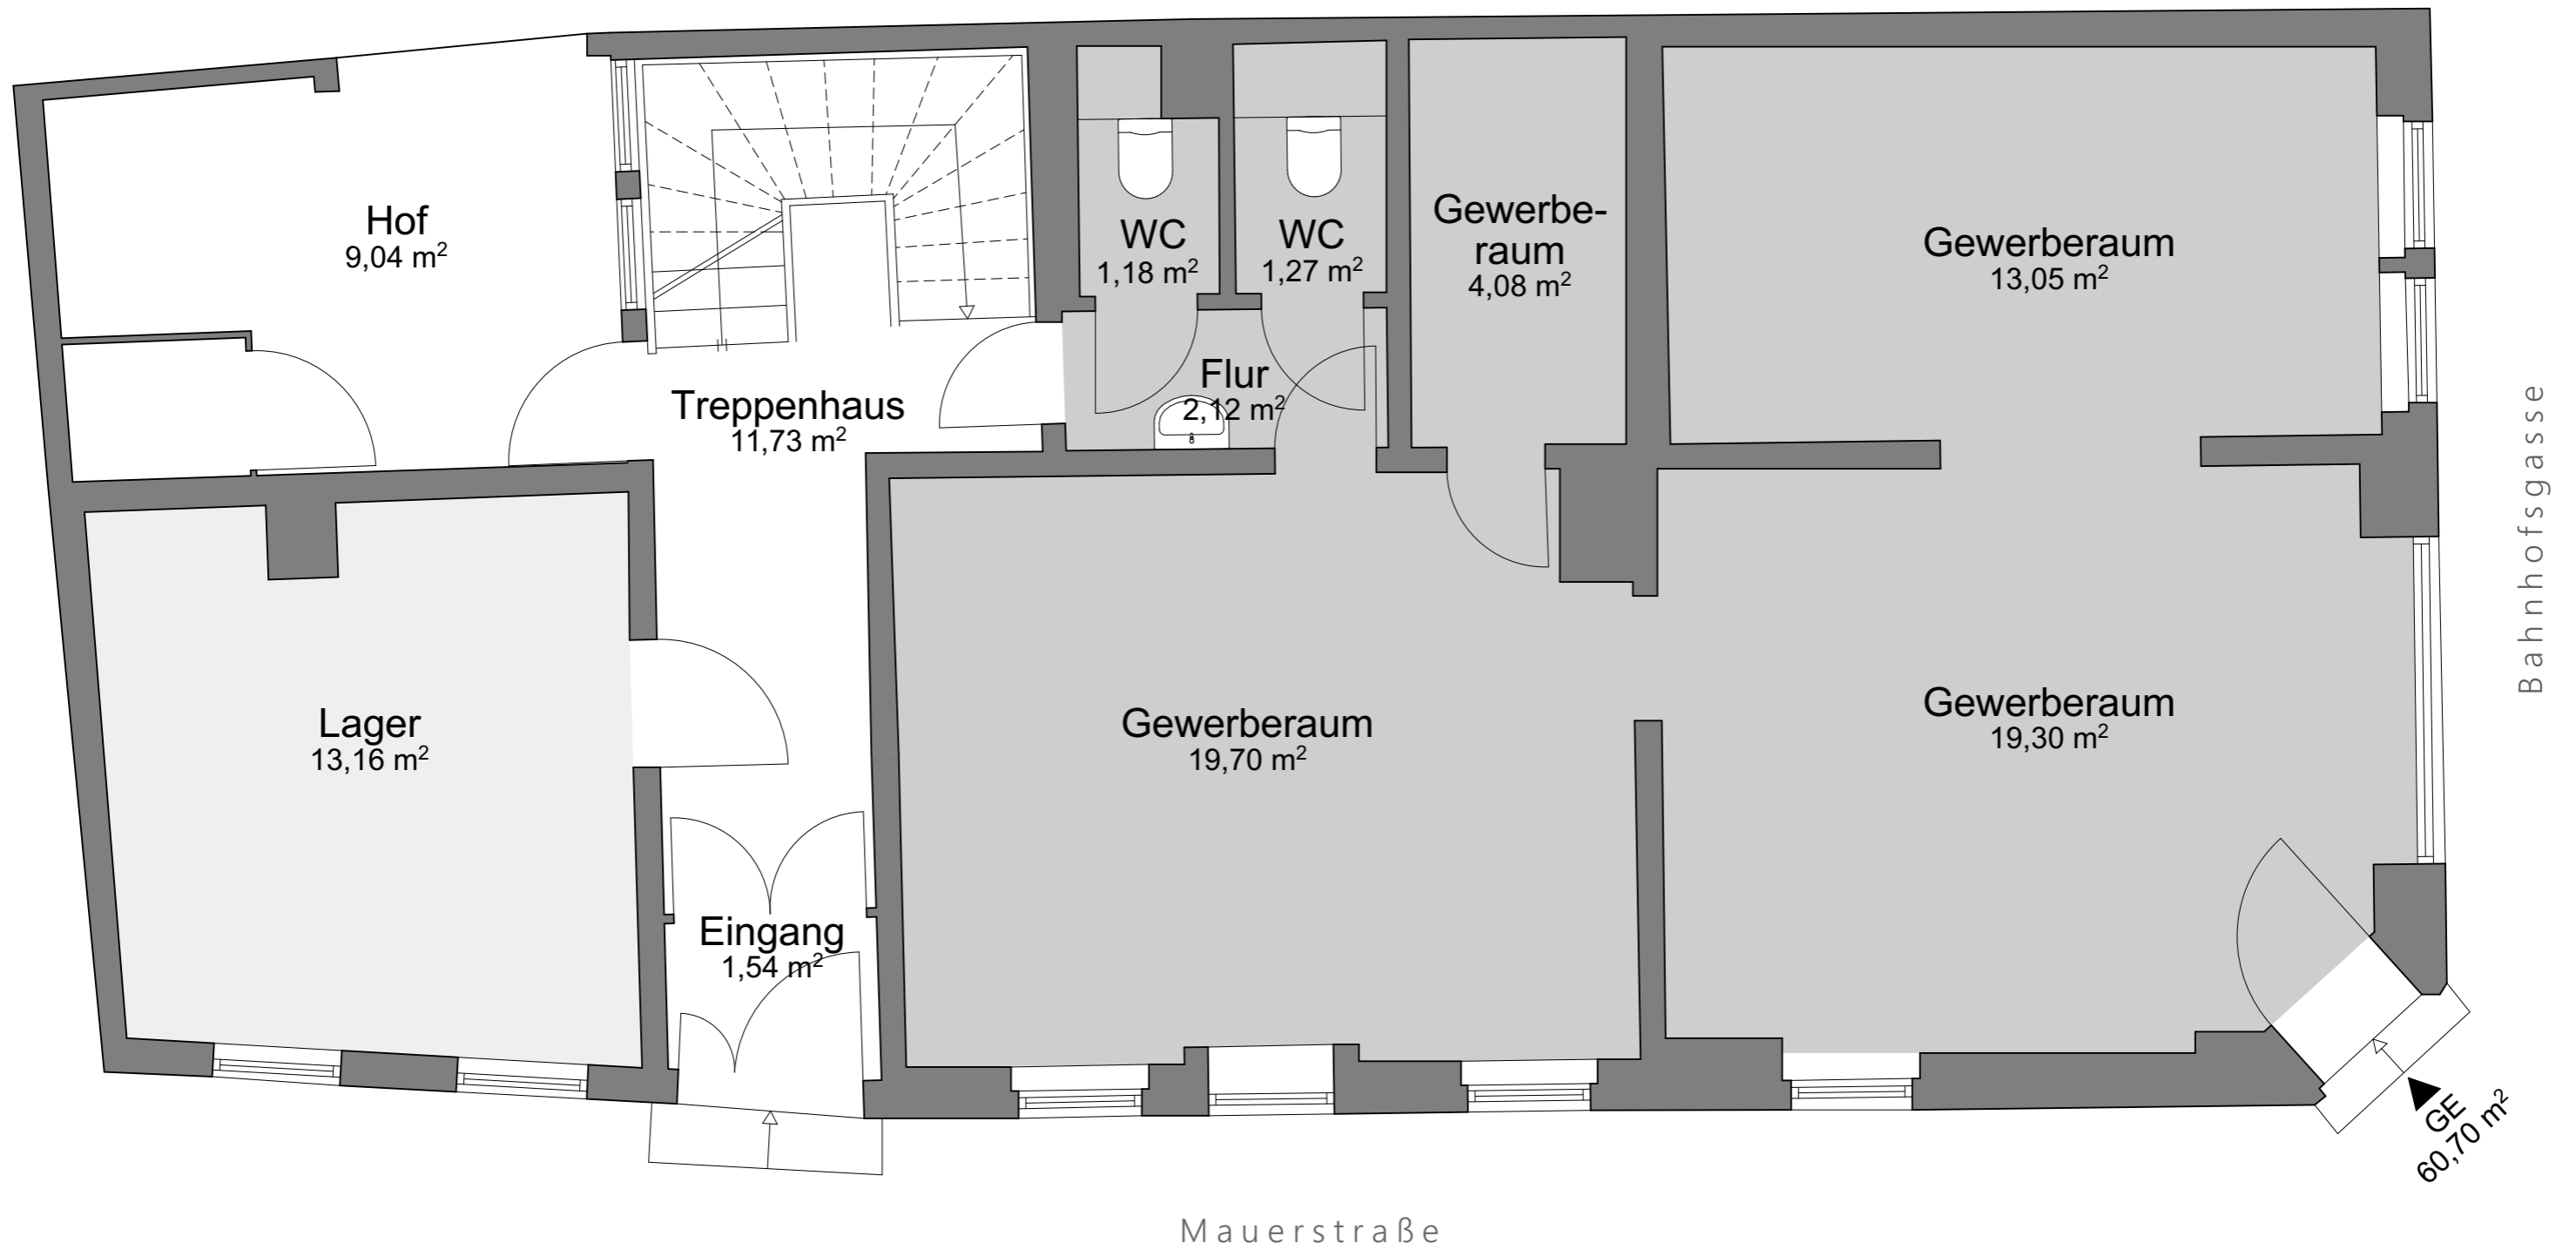 Hof
9,04 m²
WC
1,18 m²
WC
1,27 m²
Gewerbe-
raum
4,08 m²
Gewerberaum
13,05 m²
Treppenhaus
11,73 m²
Flur
2,12 m²
Lager
13,16 m²
Gewerberaum
19,70 m²
Gewerberaum
19,30 m²
Eingang
1,54 m²
GE
60,70 m²
Bahnhofsgasse
Mauerstraße